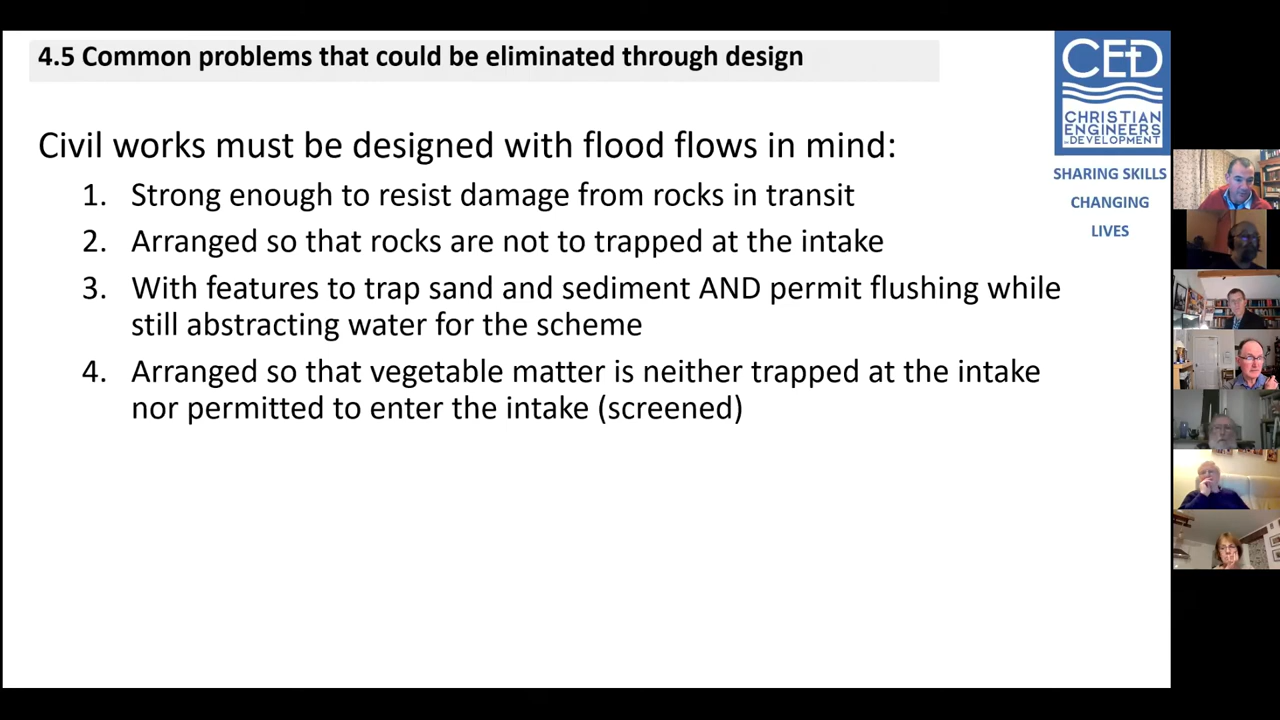 4.5 Common problems that could be eliminated through design
Civil works must be designed with flood flows in mind:
1. Strong enough to resist damage from rocks in transit
2. Arranged so that rocks are not to trapped at the intake
3. With features to trap sand and sediment AND permit flushing while
still abstracting water for the scheme
4. Arranged so that vegetable matter is neither trapped at the intake
nor permitted to enter the intake (screened)
CED
CHRISTIAN
ENGINEERS
IN DEVELOPMENT
SHARING SKILLS
CHANGING
LIVES